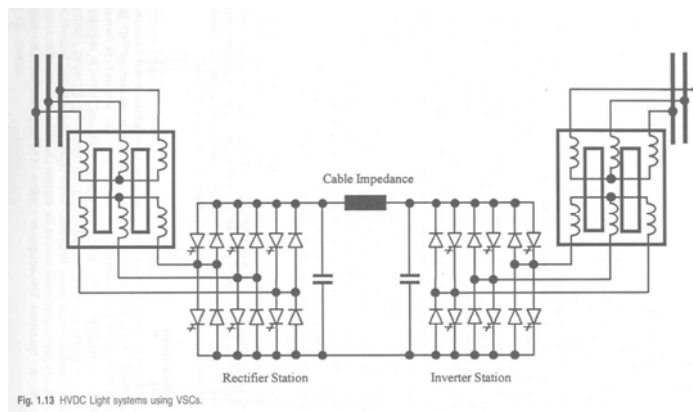 Cable Impedance
Rectifier Station
Inverter Station
Fig. 1.13 HVDC Light systems using VSCs.